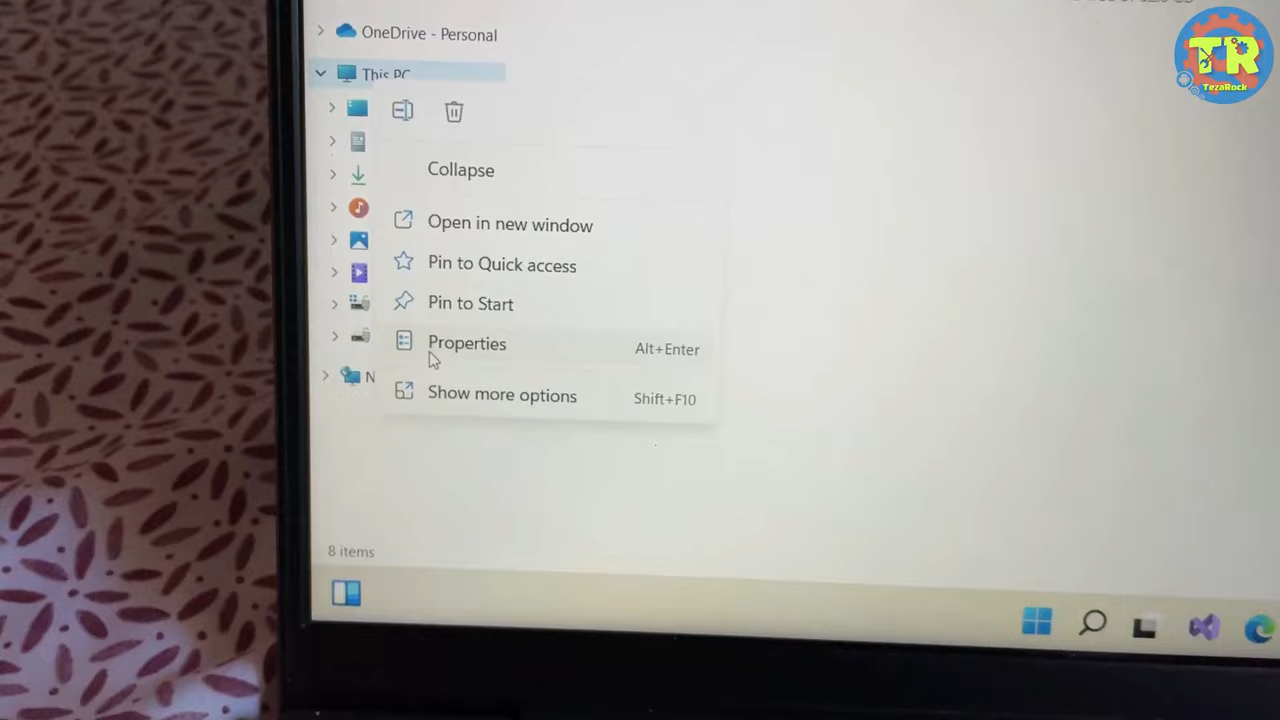 OneDrive - Personal
TR
TezaRock
This PC
Collapse
Open in new window
Pin to Quick access
Pin to Start
Properties Alt+Enter
N
Show more options Shift+F10
8 items